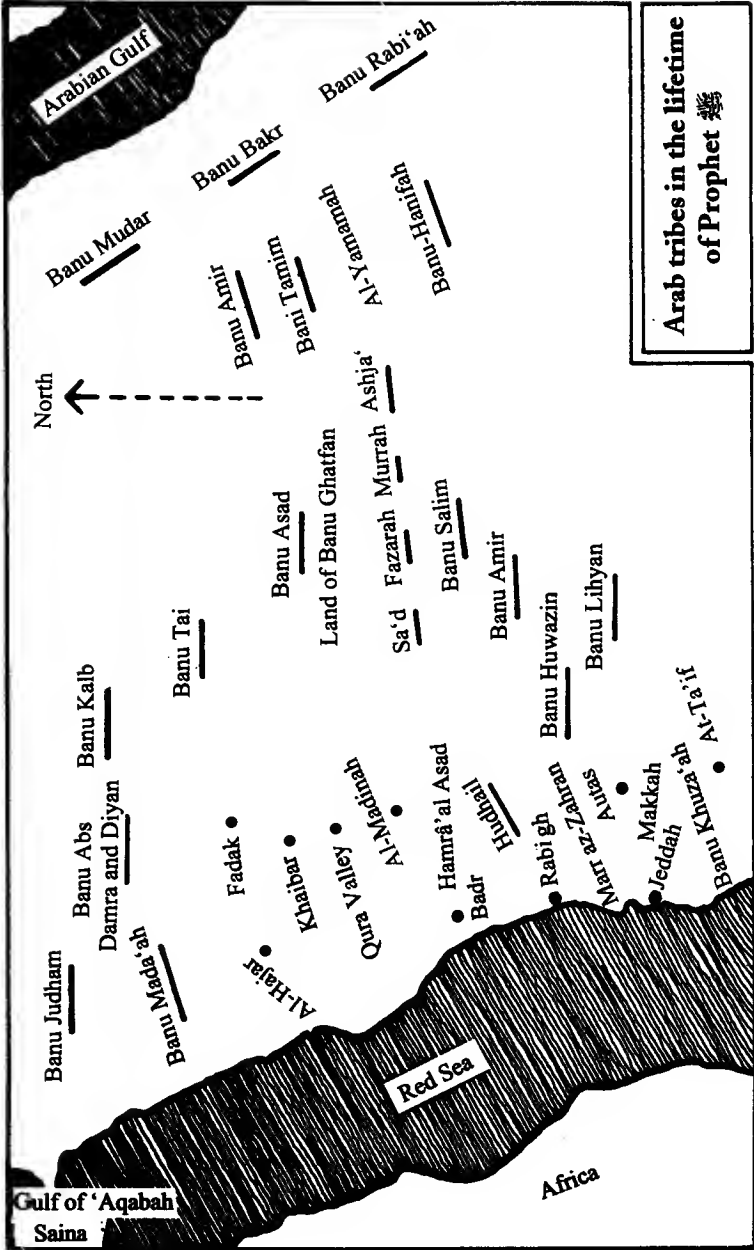 Arab tribes in the lifetime
of Prophet ﷺ
Arabian Gulf
Banu Rabi‘ah
Banu Bakr
Banu Mudar
North
Banu Amir
Bani Tamim
Al-Yamamah
Banu-Hanifah
Ashja‘
Banu Asad
Land of Banu Ghatfan
Murrah
Fazarah
Sa‘d
Banu Salim
Banu Amir
Banu Tai
Banu Kalb
Banu Huwazin
Banu Lihyan
Banu Abs
Damra and Diyan
Banu Judham
Banu Mada‘ah
Fadak
Khaibar
Qura Valley
Al-Madinah
Al-Hajar
Hamrâ’al Asad
Badr
Hudhail
Rabigh
Marr az-Zahran
Autas
Makkah
Jeddah
At-Ta’if
Banu Khuza‘ah
Red Sea
Africa
Gulf of ‘Aqabah
Saina